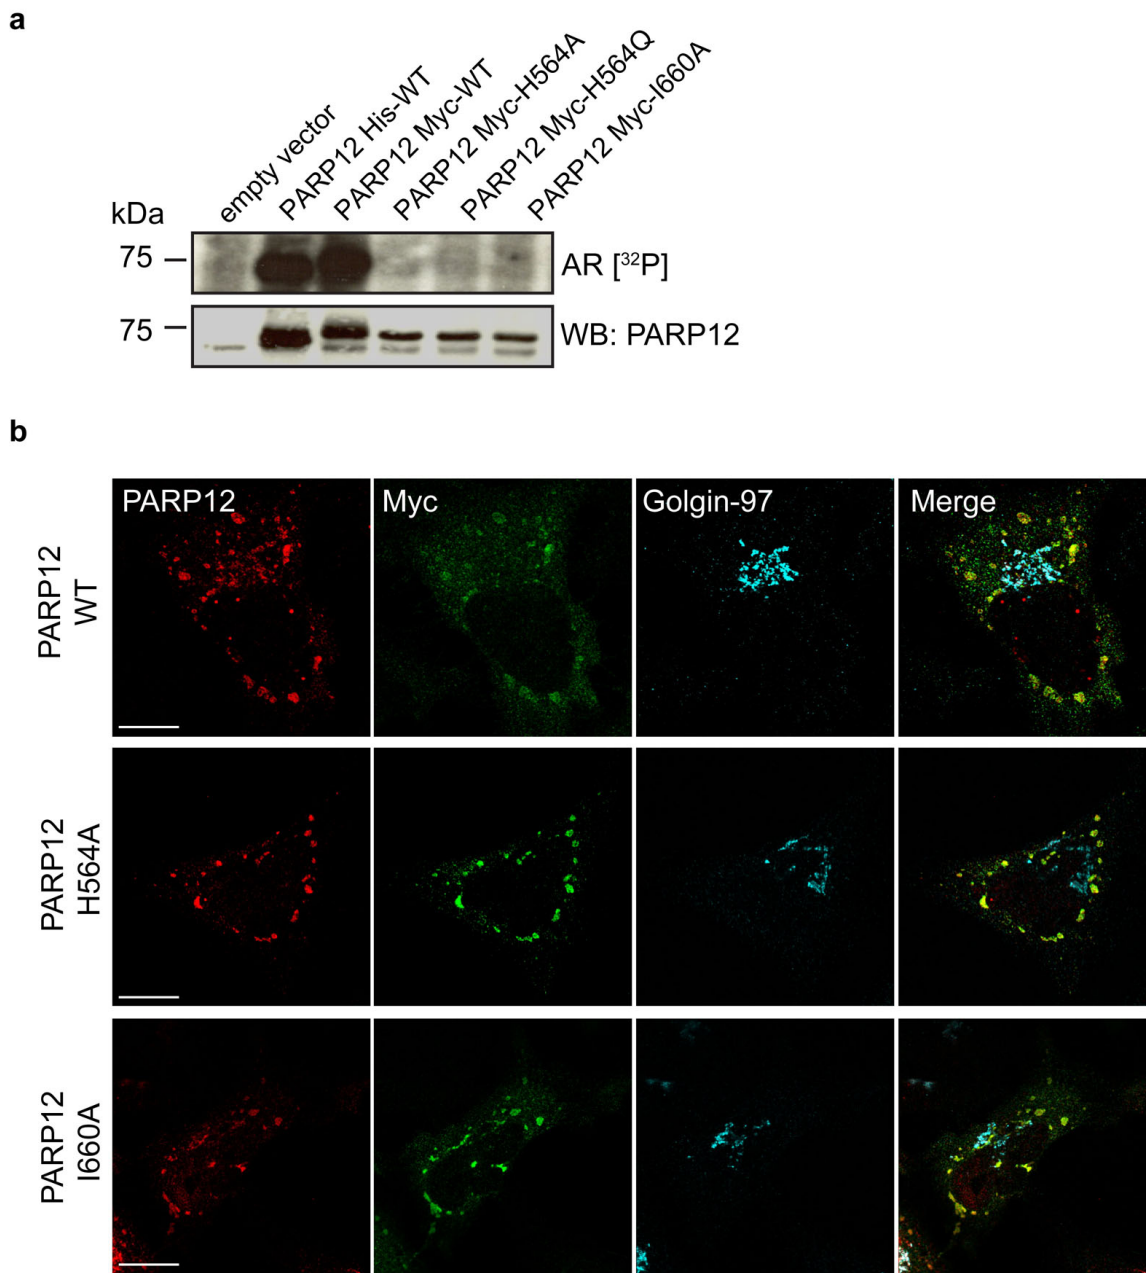 a
empty vector
PARP12 His-WT
PARP12 Myc-WT
PARP12 Myc-H564A
PARP12 Myc-H564Q
PARP12 Myc-I660A
kDa
75
AR [³²P]
75
WB: PARP12
b
PARP12
Myc
Golgin-97
Merge
PARP12
WT
PARP12
H564A
PARP12
I660A